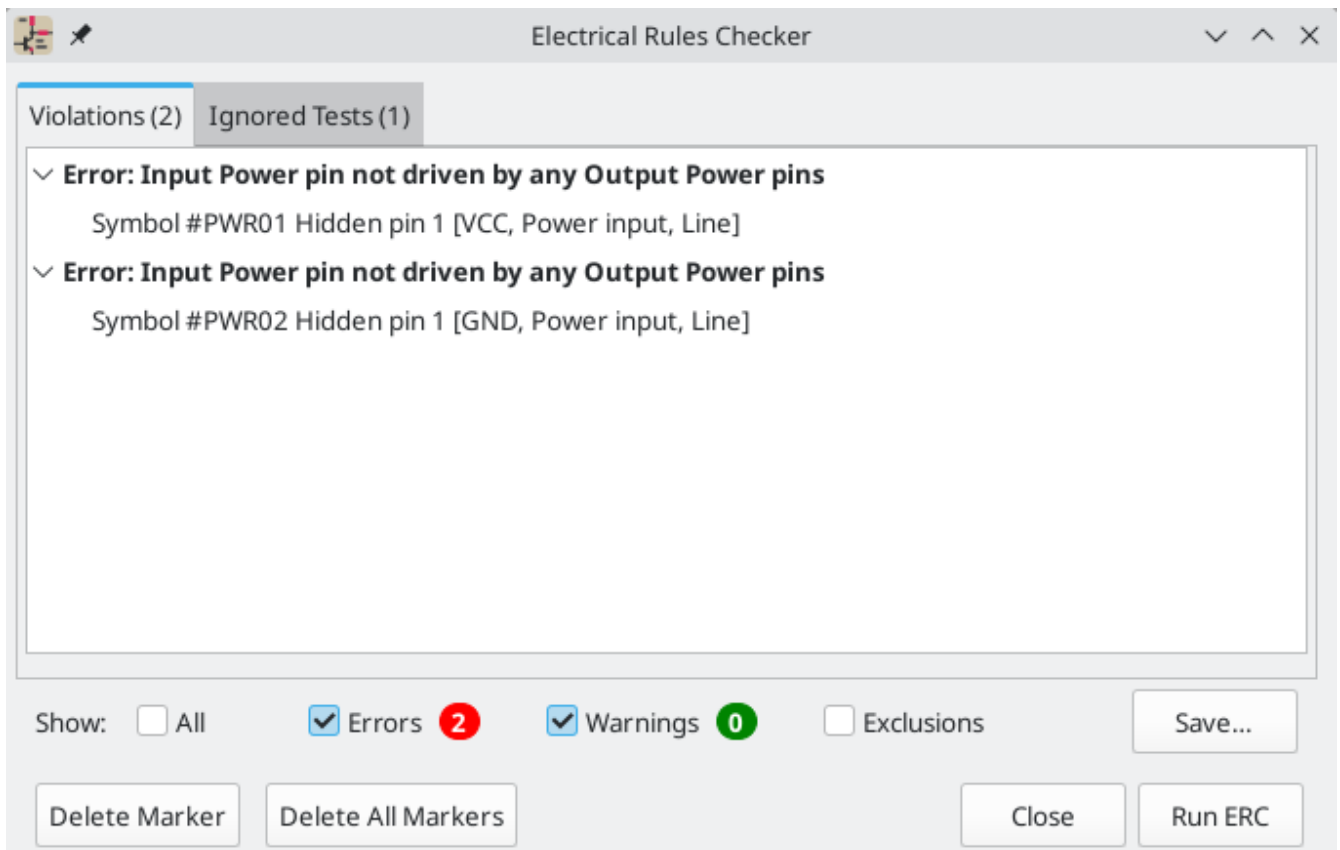 Electrical Rules Checker
Violations (2) Ignored Tests (1)
Error: Input Power pin not driven by any Output Power pins
Symbol #PWR01 Hidden pin 1 [VCC, Power input, Line]
Error: Input Power pin not driven by any Output Power pins
Symbol #PWR02 Hidden pin 1 [GND, Power input, Line]
Show: All Errors 2 Warnings 0 Exclusions Save...
Delete Marker Delete All Markers Close Run ERC